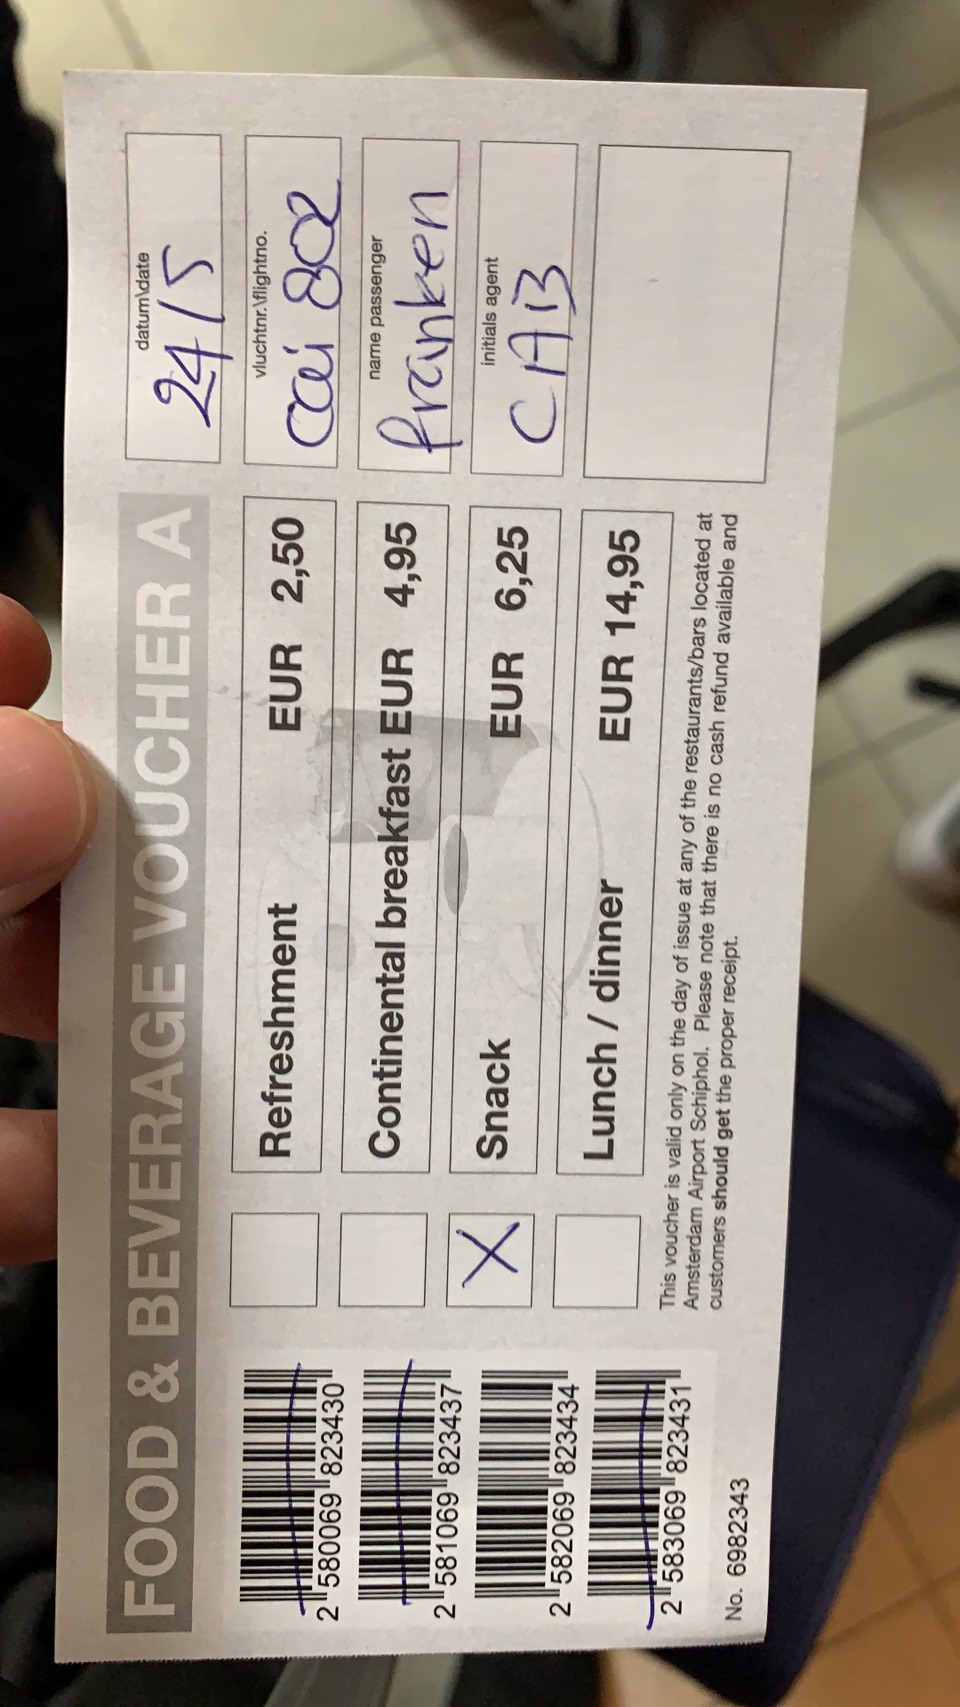 FOOD & BEVERAGE VOUCHER A
datum\date
24/5
Refreshment EUR 2,50
vluchtnr.\flightno.
cai 802
Continental breakfast EUR 4,95
name passenger
franken
Snack EUR 6,25
X
initials agent
CAB
Lunch / dinner EUR 14,95
This voucher is valid only on the day of issue at any of the restaurants/bars located at
Amsterdam Airport Schiphol. Please note that there is no cash refund available and
customers should get the proper receipt.
2 580069 823430
2 581069 823437
2 582069 823434
2 583069 823431
No. 6982343